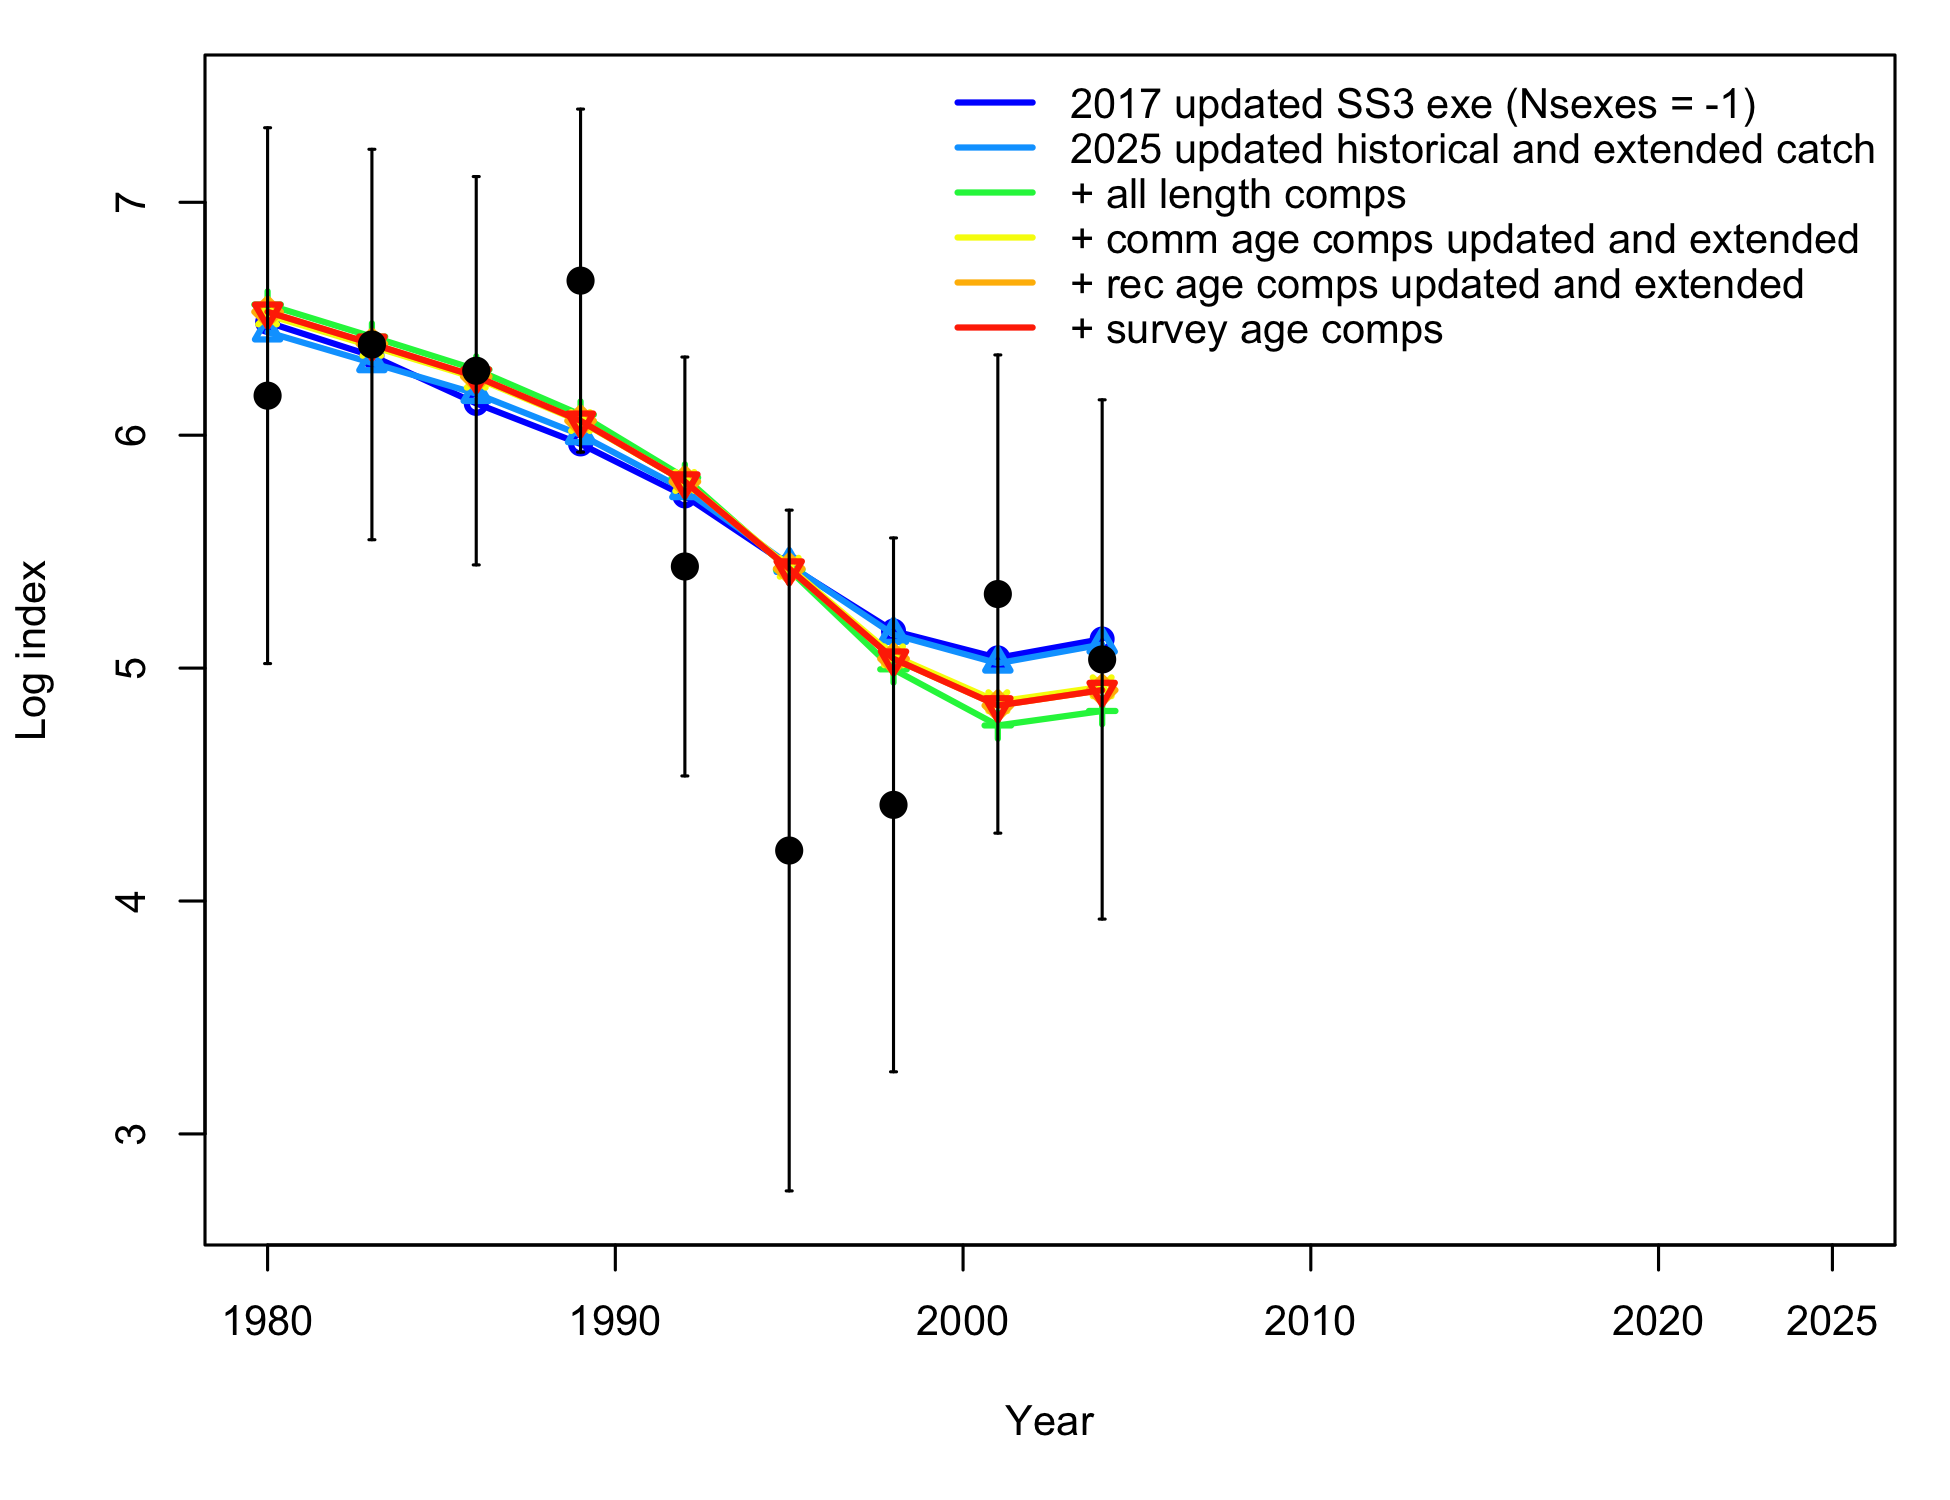 2017 updated SS3 exe (Nsexes = -1)
2025 updated historical and extended catch
+ all length comps
+ comm age comps updated and extended
+ rec age comps updated and extended
+ survey age comps
Log index
7
6
5
4
3
1980 1990 2000 2010 2020 2025
Year